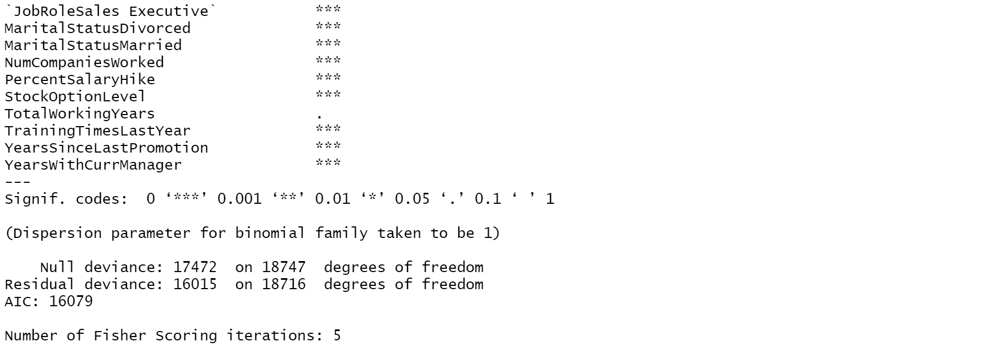 `JobRoleSales Executive`            ***
MaritalStatusDivorced               ***
MaritalStatusMarried                ***
NumCompaniesWorked                  ***
PercentSalaryHike                   ***
StockOptionLevel                    ***
TotalWorkingYears                   .
TrainingTimesLastYear               ***
YearsSinceLastPromotion             ***
YearsWithCurrManager                ***
---
Signif. codes:  0 ‘***’ 0.001 ‘**’ 0.01 ‘*’ 0.05 ‘.’ 0.1 ‘ ’ 1
(Dispersion parameter for binomial family taken to be 1)
    Null deviance: 17472  on 18747  degrees of freedom
Residual deviance: 16015  on 18716  degrees of freedom
AIC: 16079
Number of Fisher Scoring iterations: 5